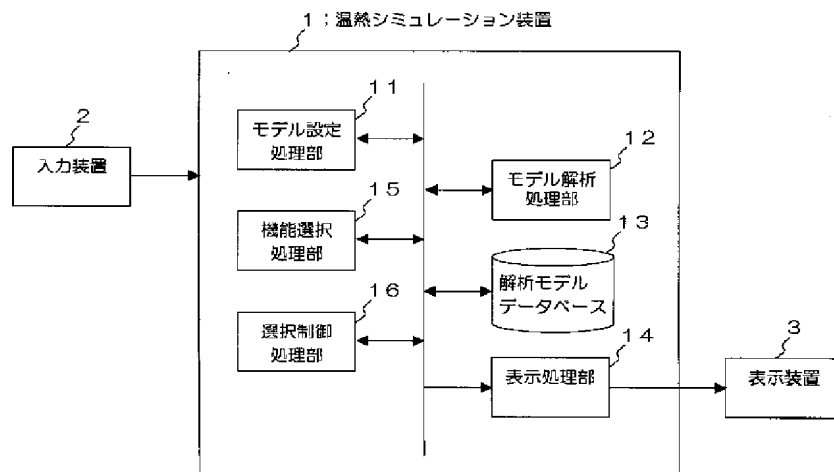 1 ; 温熱シミュレーション装置
2
入力装置
11
モデル設定
処理部
12
モデル解析
処理部
15
機能選択
処理部
13
解析モデル
データベース
16
選択制御
処理部
14
表示処理部
3
表示装置